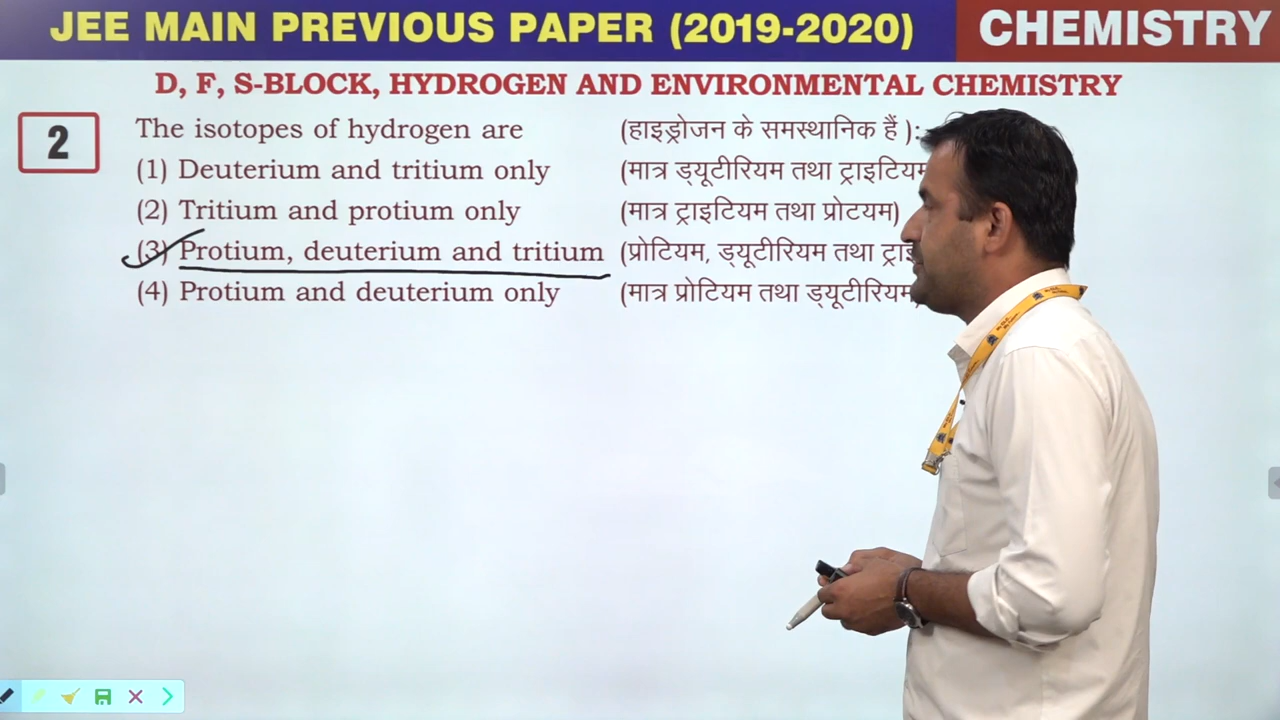 JEE MAIN PREVIOUS PAPER (2019-2020) CHEMISTRY
D, F, S-BLOCK, HYDROGEN AND ENVIRONMENTAL CHEMISTRY
2 The isotopes of hydrogen are (हाइड्रोजन के समस्थानिक हैं ):
(1) Deuterium and tritium only (मात्र ड्यूटीरियम तथा ट्राइटियम
(2) Tritium and protium only (मात्र ट्राइटियम तथा प्रोटयम)
(3) Protium, deuterium and tritium (प्रोटियम, ड्यूटीरियम तथा
(4) Protium and deuterium only (मात्र प्रोटियम तथा ड्यूटीरियम